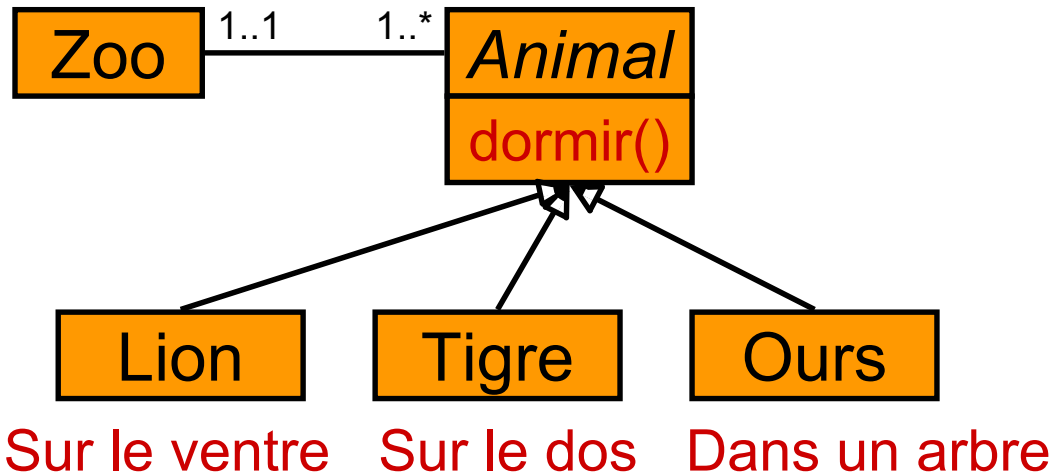 1..1 1..*
Zoo Animal
dormir()
Lion Tigre Ours
Sur le ventre Sur le dos Dans un arbre